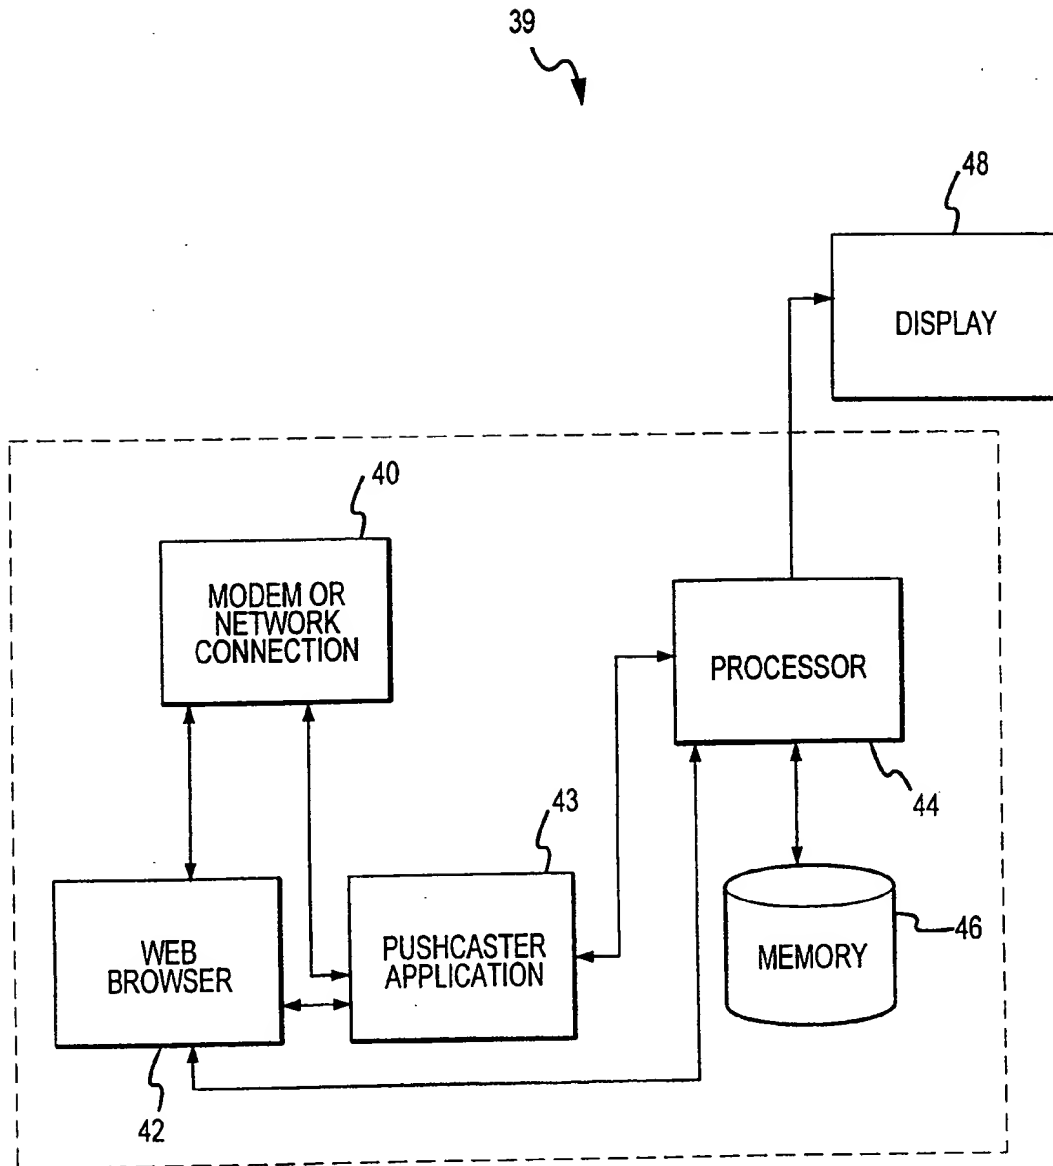 39
48
DISPLAY
40
MODEM OR
NETWORK
CONNECTION
PROCESSOR
44
43
WEB
BROWSER
PUSHCASTER
APPLICATION
MEMORY
46
42